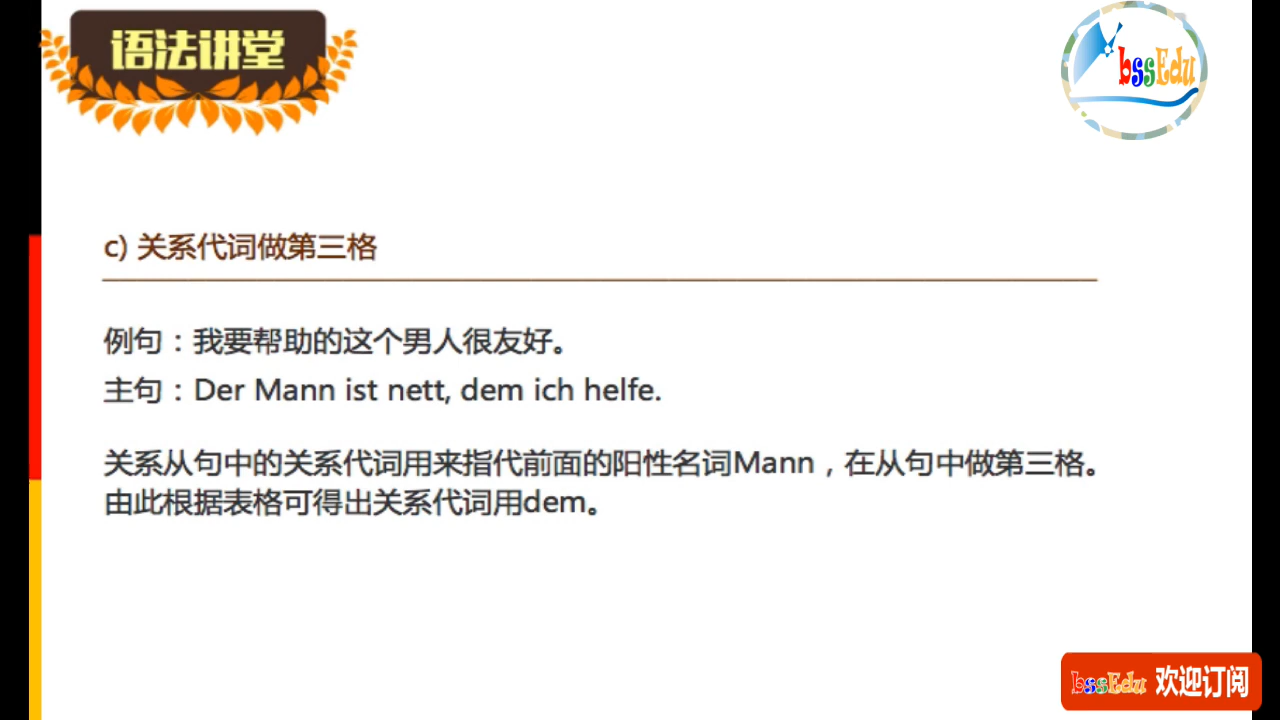 语法讲堂
bssEdu
c) 关系代词做第三格
例句：我要帮助的这个男人很友好。
主句：Der Mann ist nett, dem ich helfe.
关系从句中的关系代词用来指代前面的阳性名词Mann，在从句中做第三格。
由此根据表格可得出关系代词用dem。
bssEdu 欢迎订阅